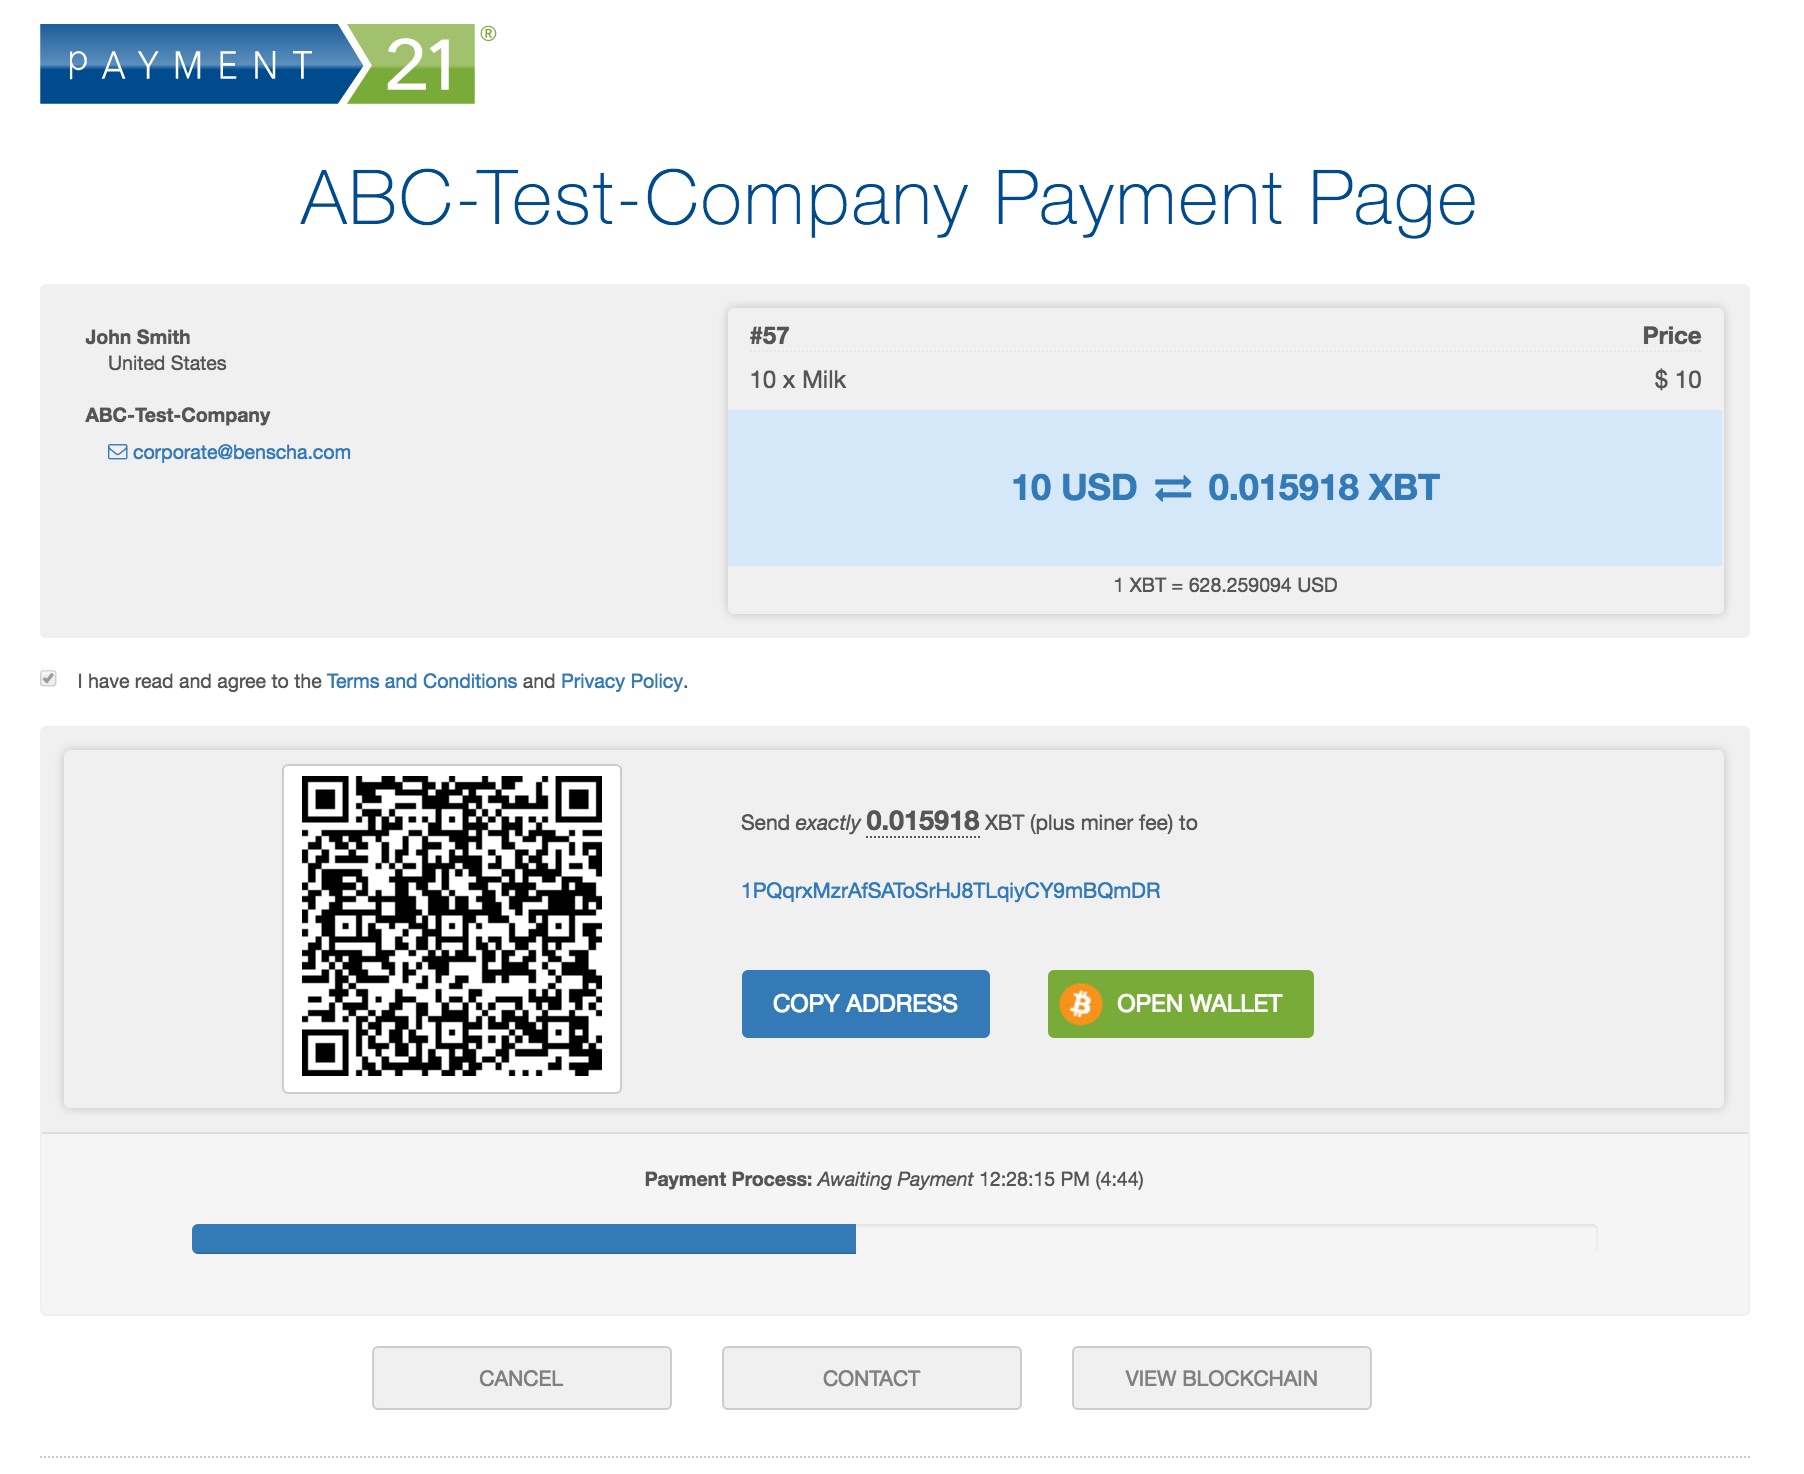 PAYMENT 21®
ABC-Test-Company Payment Page
John Smith
United States
ABC-Test-Company
corporate@benscha.com
#57 Price
10 x Milk $ 10
10 USD ⇄ 0.015918 XBT
1 XBT = 628.259094 USD
I have read and agree to the Terms and Conditions and Privacy Policy.
Send exactly 0.015918 XBT (plus miner fee) to
1PQqrxMzrAfSAToSrHJ8TLqiyCY9mBQmDR
COPY ADDRESS
OPEN WALLET
Payment Process: Awaiting Payment 12:28:15 PM (4:44)
CANCEL
CONTACT
VIEW BLOCKCHAIN